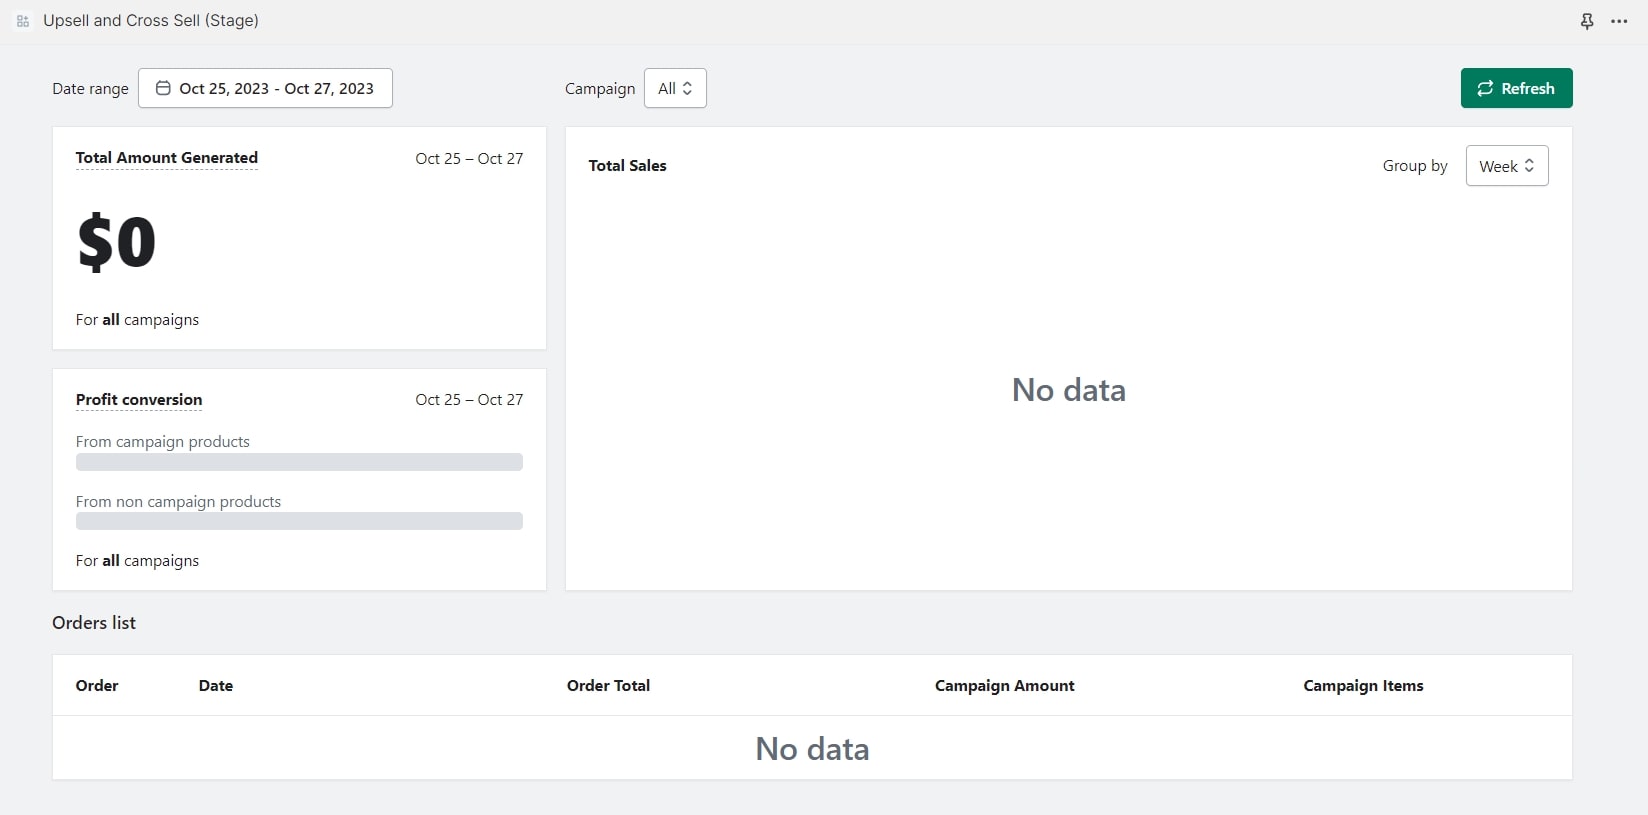 Upsell and Cross Sell (Stage)
Date range
Oct 25, 2023 - Oct 27, 2023
Campaign
All
Refresh
Total Amount Generated
Oct 25 – Oct 27
$0
For all campaigns
Total Sales
Group by
Week
No data
Profit conversion
Oct 25 – Oct 27
From campaign products
From non campaign products
For all campaigns
Orders list
Order
Date
Order Total
Campaign Amount
Campaign Items
No data